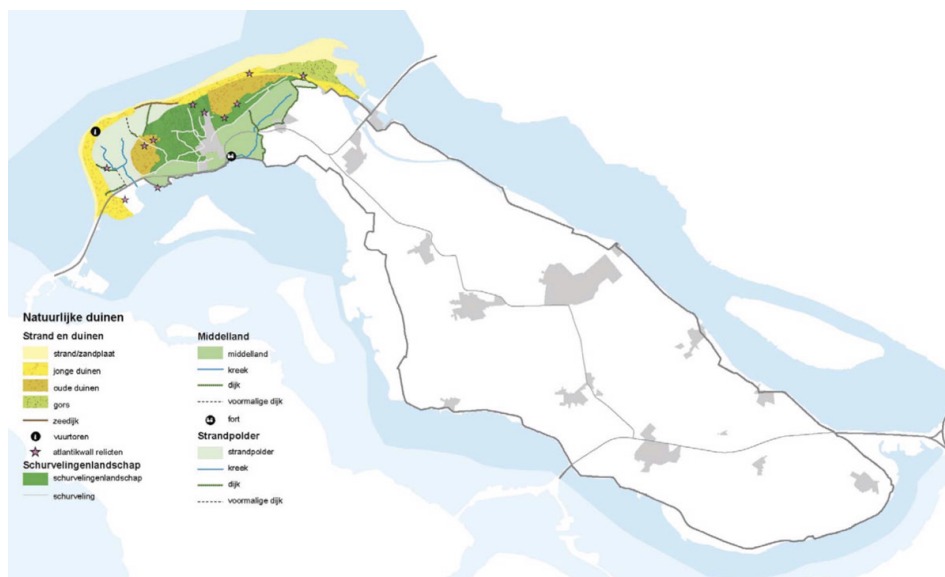 Natuurlijke duinen
Strand en duinen
strand/zandplaat
jonge duinen
oude duinen
gors
zeedijk
vuurtoren
atlantikwall relicten
Schurvelingenlandschap
schurvelingenlandschap
schurveling
Middelland
middelland
kreek
dijk
voormalige dijk
fort
Strandpolder
strandpolder
kreek
dijk
voormalige dijk